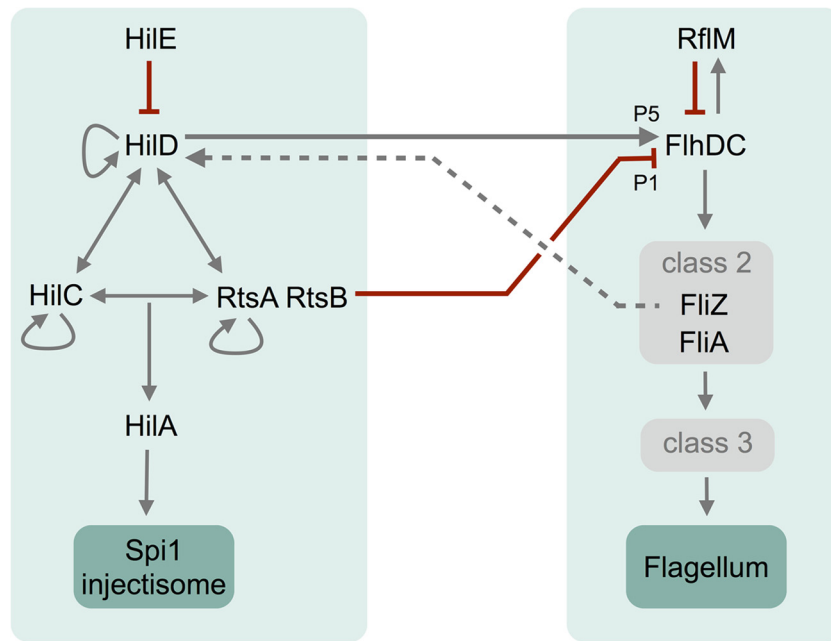 HilE
RflM
P5
HilD
FlhDC
P1
class 2
HilC
RtsA RtsB
FliZ
FliA
HilA
class 3
Spi1
injectisome
Flagellum